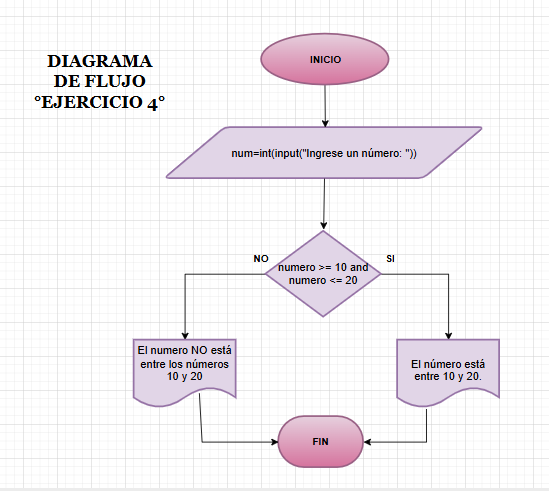 DIAGRAMA
DE FLUJO
°EJERCICIO 4°
INICIO
num=int(input("Ingrese un número: "))
NO
SI
numero >= 10 and
numero <= 20
El numero NO está
entre los números
10 y 20
El número está
entre 10 y 20.
FIN